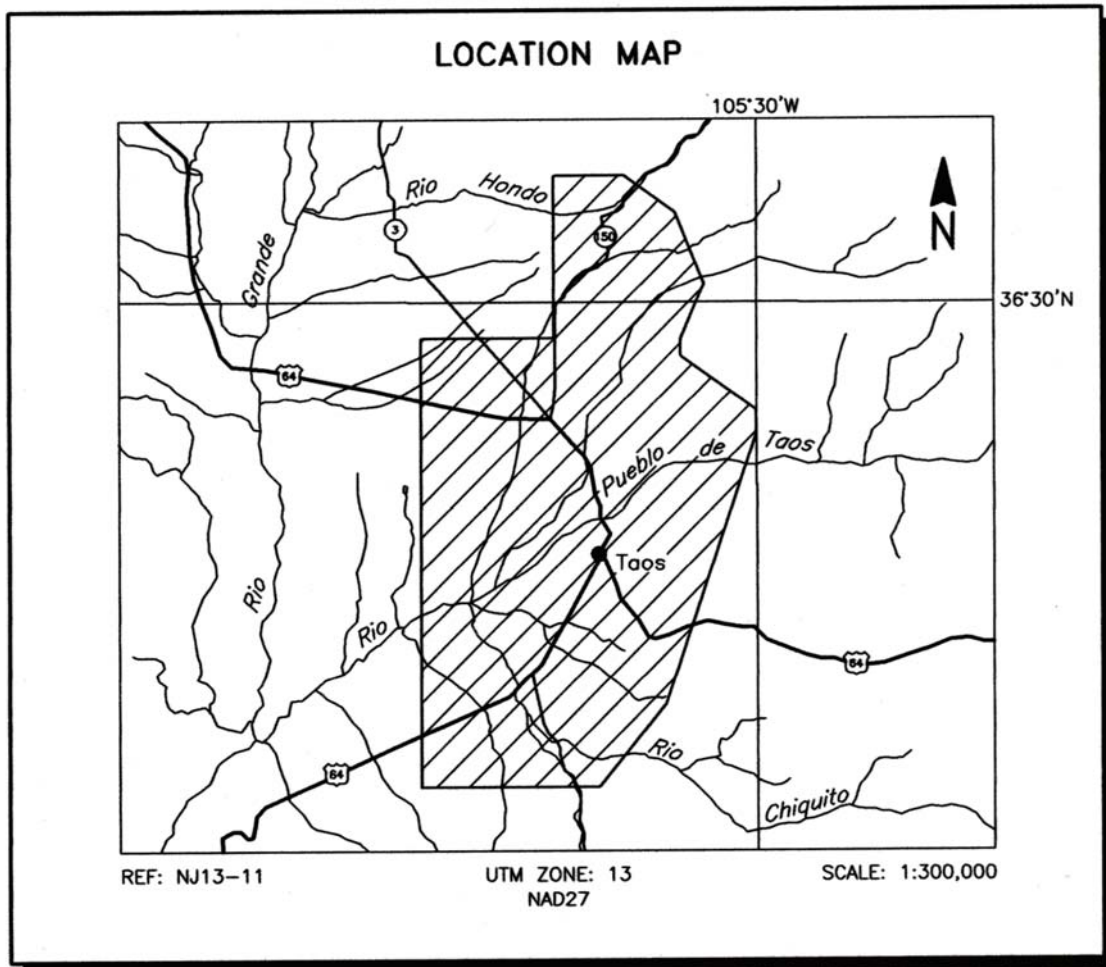 LOCATION MAP
105°30'W
Rio Hondo
3
150
N
Grande
36°30'N
64
Pueblo de Taos
Taos
Rio
Rio
64
Rio
64
Chiquito
REF: NJ13-11
UTM ZONE: 13
SCALE: 1:300,000
NAD27